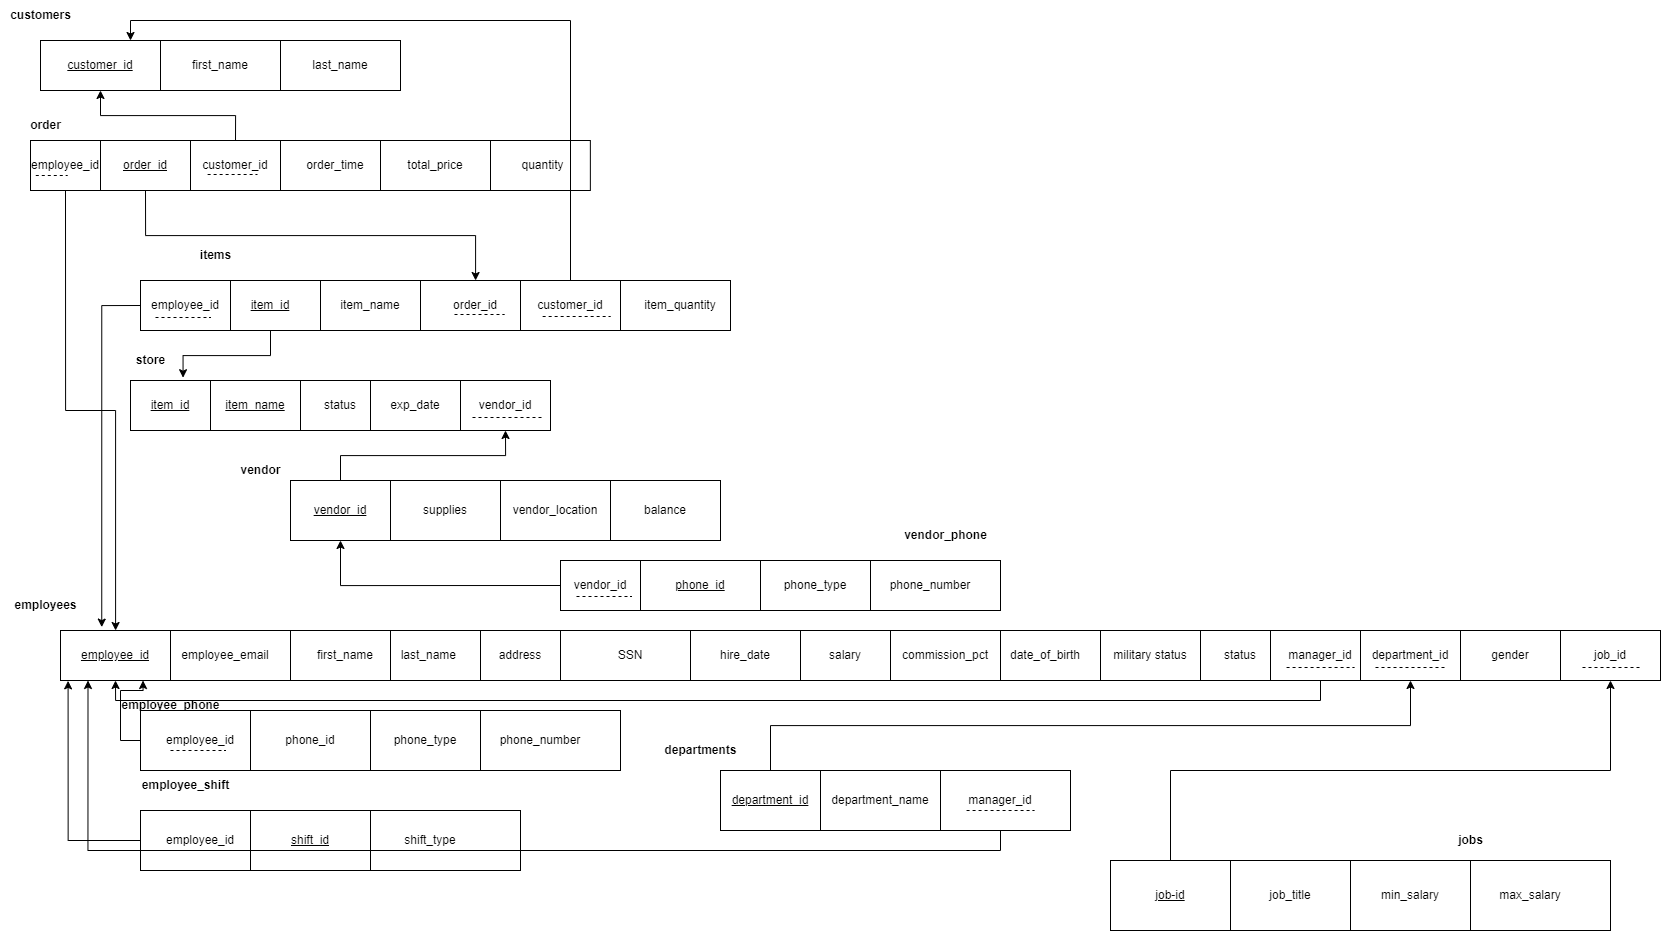 customers
customer_id first_name last_name
order
employee_id order_id customer_id order_time total_price quantity
items
employee_id item_id item_name order_id customer_id item_quantity
store
item_id item_name status exp_date vendor_id
vendor
vendor_id supplies vendor_location balance
vendor_phone
vendor_id phone_id phone_type phone_number
employees
employee_id employee_email first_name last_name address SSN hire_date salary commission_pct date_of_birth military status status manager_id department_id gender job_id
employee_phone
employee_id phone_id phone_type phone_number
departments
employee_shift
department_id department_name manager_id
employee_id shift_id shift_type
jobs
job-id job_title min_salary max_salary